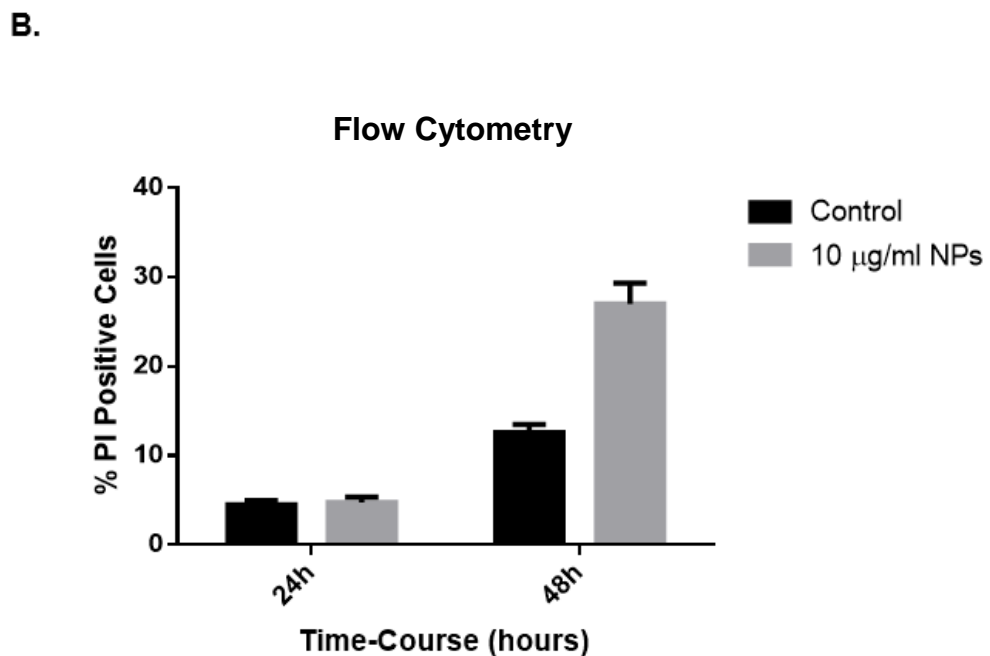 B.
Flow Cytometry
40
30
20
10
0
% PI Positive Cells
Control
10 μg/ml NPs
24h
48h
Time-Course (hours)